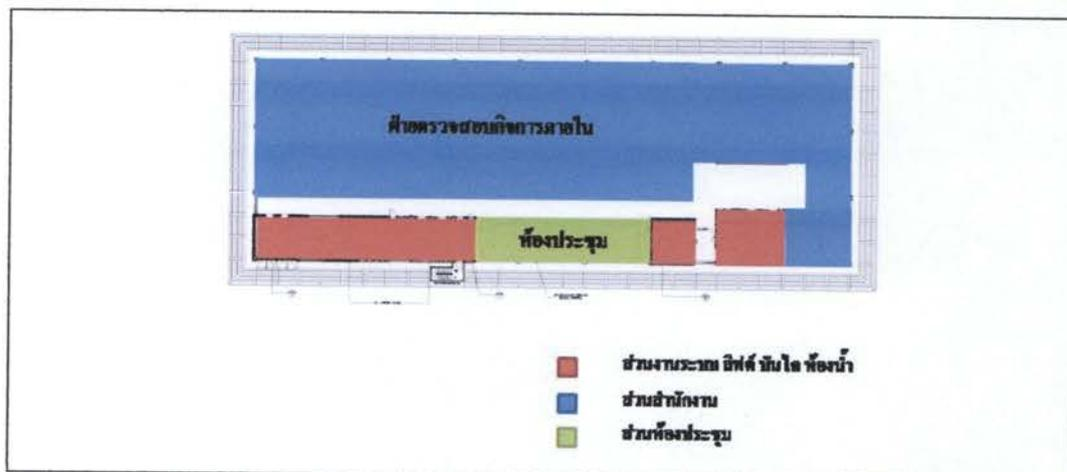 ฝ่ายตรวจสอบกิจการภายใน
ห้องประชุม
ส่วนงานระบบ ลิฟต์ บันได ห้องน้ำ
ส่วนสำนักงาน
ส่วนห้องประชุม